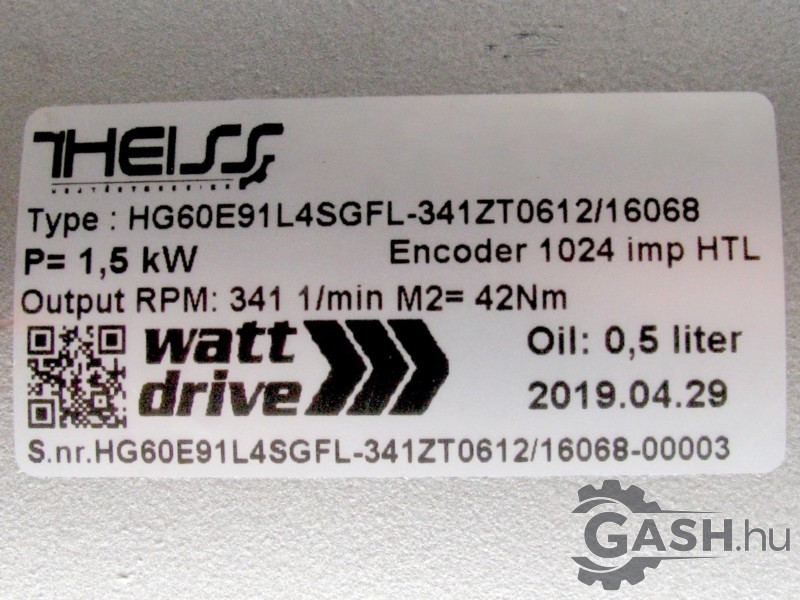 THEISS
Type : HG60E91L4SGFL-341ZT0612/16068
P= 1,5 kW Encoder 1024 imp HTL
Output RPM: 341 1/min M2= 42Nm
watt drive
Oil: 0,5 liter
2019.04.29
S.nr.HG60E91L4SGFL-341ZT0612/16068-00003
GASH.hu